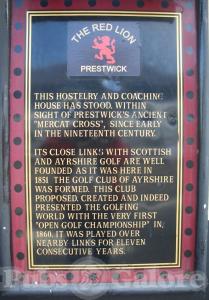 THE RED LION
PRESTWICK
THIS HOSTELRY AND COACHING
HOUSE HAS STOOD, WITHIN
SIGHT OF PRESTWICK'S ANCIENT
"MERCAT CROSS", SINCE EARLY
IN THE NINETEENTH CENTURY.
ITS CLOSE LINKS WITH SCOTTISH
AND AYRSHIRE GOLF ARE WELL
FOUNDED AS IT WAS HERE IN
1851 THE GOLF CLUB OF AYRSHIRE
WAS FORMED. THIS CLUB
PROPOSED, CREATED AND INDEED
PRESENTED THE GOLFING
WORLD WITH THE VERY FIRST
"OPEN GOLF CHAMPIONSHIP" IN,
1860. IT WAS PLAYED OVER
NEARBY LINKS FOR ELEVEN
CONSECUTIVE YEARS.